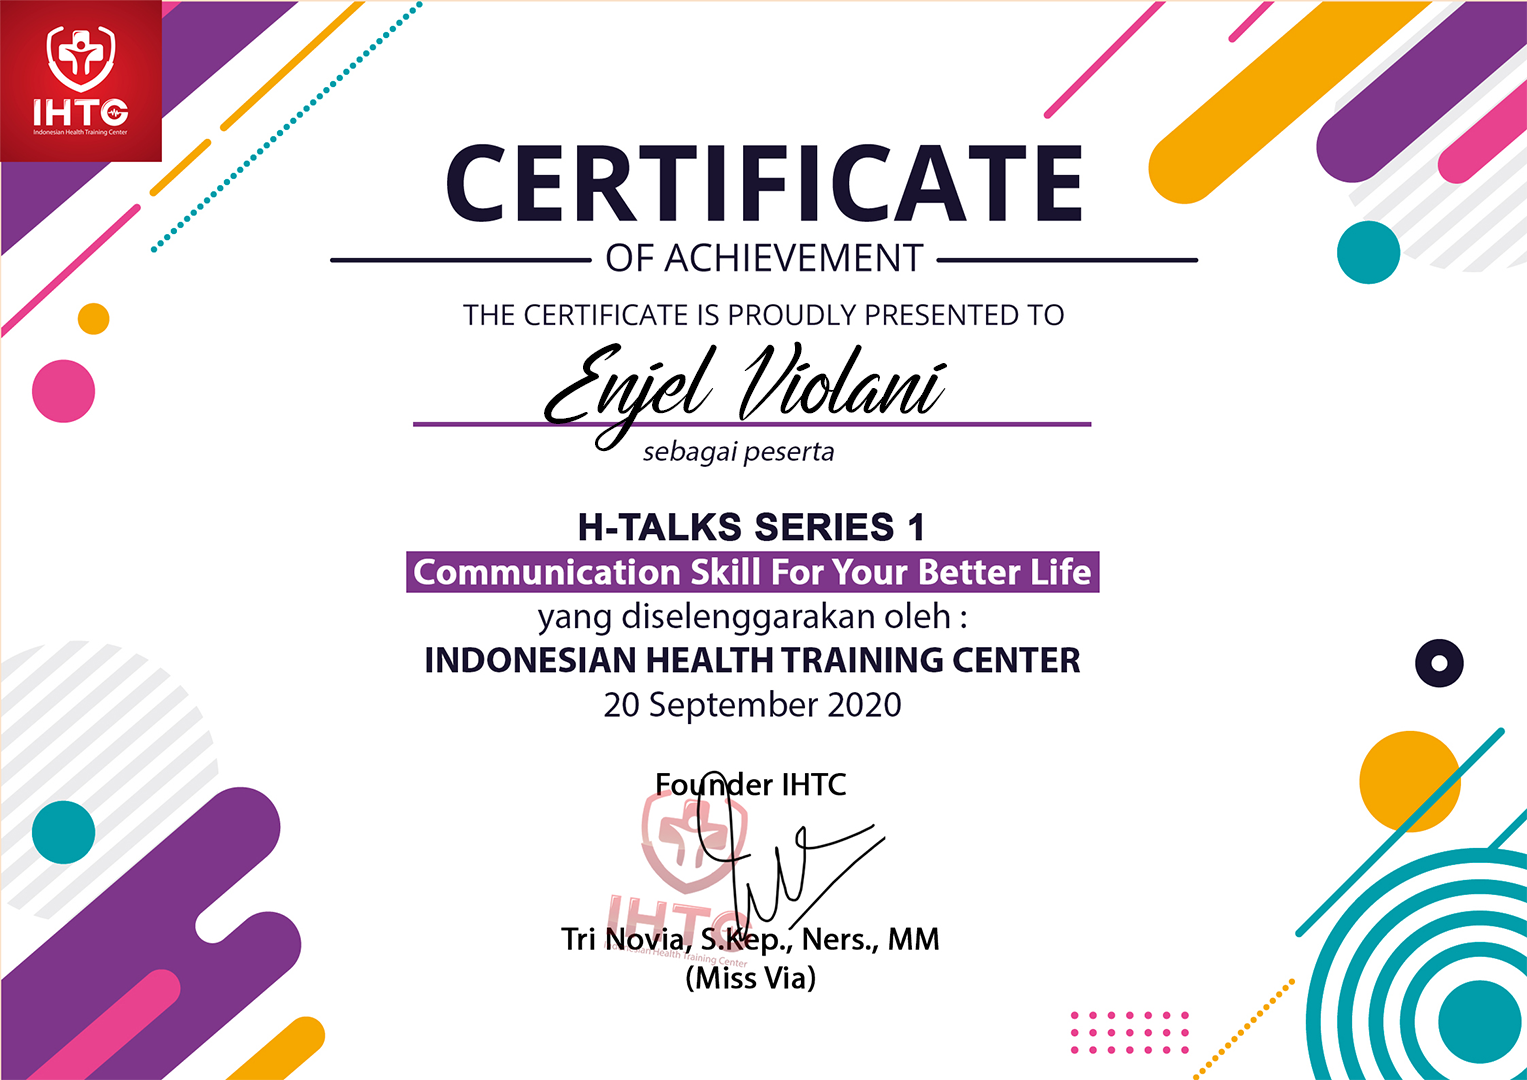 IHTC
Indonesian Health Training Center
CERTIFICATE
OF ACHIEVEMENT
THE CERTIFICATE IS PROUDLY PRESENTED TO
Enjel Violani
sebagai peserta
H-TALKS SERIES 1
Communication Skill For Your Better Life
yang diselenggarakan oleh :
INDONESIAN HEALTH TRAINING CENTER
20 September 2020
Founder IHTC
IHTC
Indonesian Health Training Center
Tri Novia, S.Kep., Ners., MM
(Miss Via)